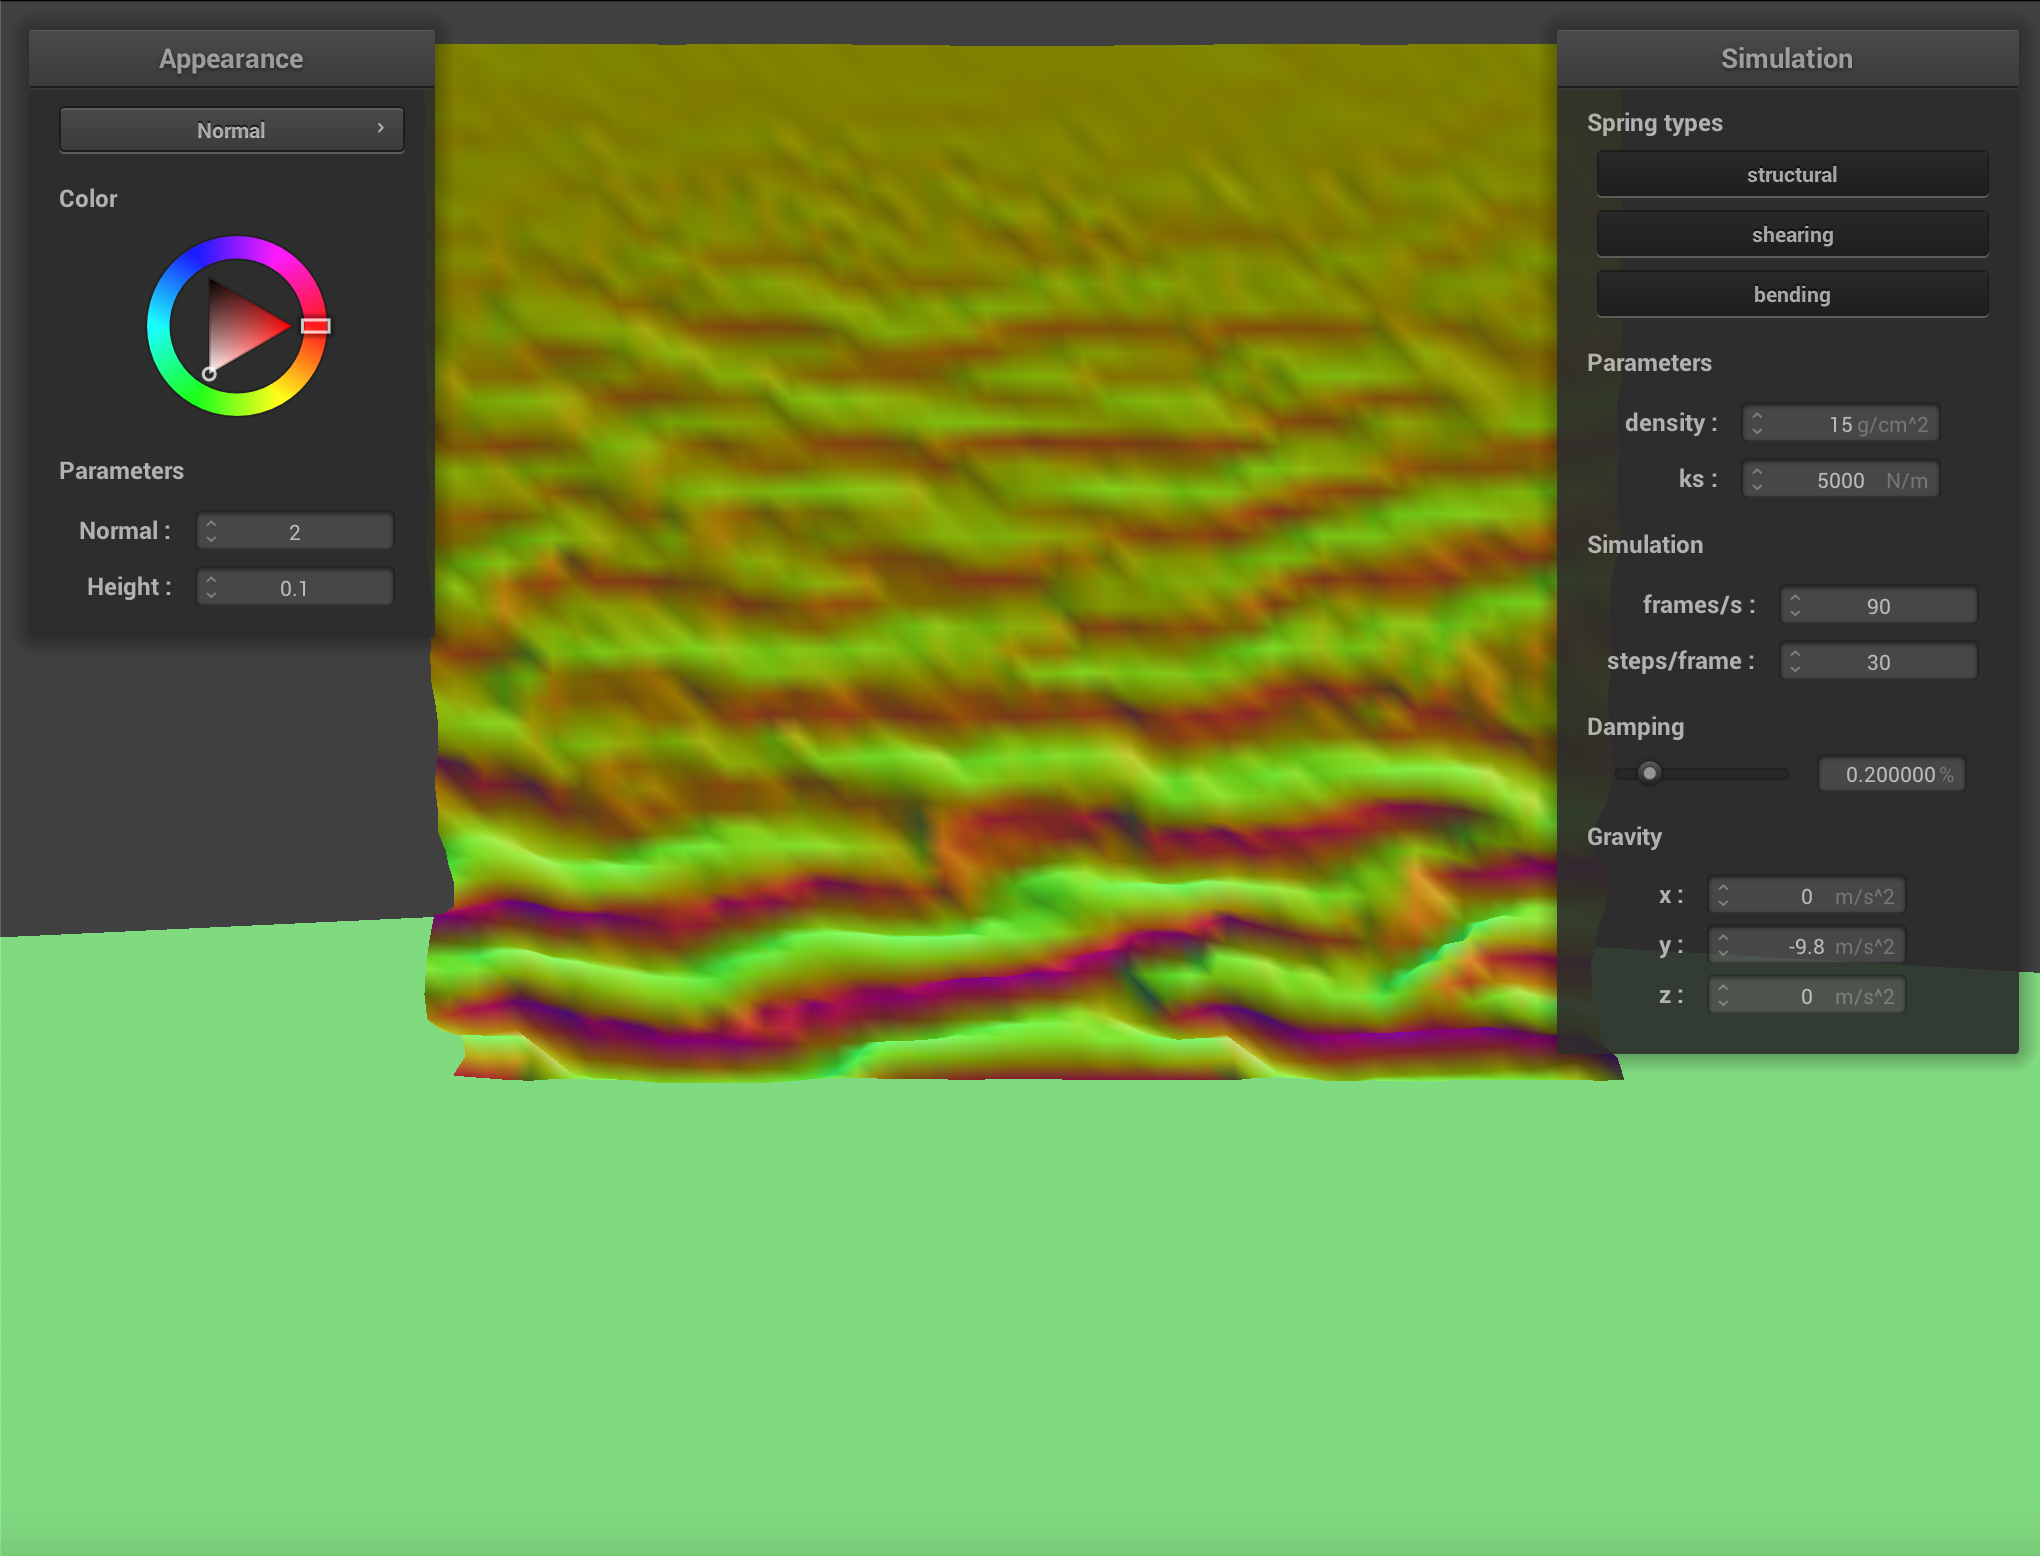 Appearance
Normal
Color
Parameters
Normal : 2
Height : 0.1
Simulation
Spring types
structural
shearing
bending
Parameters
density : 15 g/cm^2
ks : 5000 N/m
Simulation
frames/s : 90
steps/frame : 30
Damping
0.200000 %
Gravity
x : 0 m/s^2
y : -9.8 m/s^2
z : 0 m/s^2